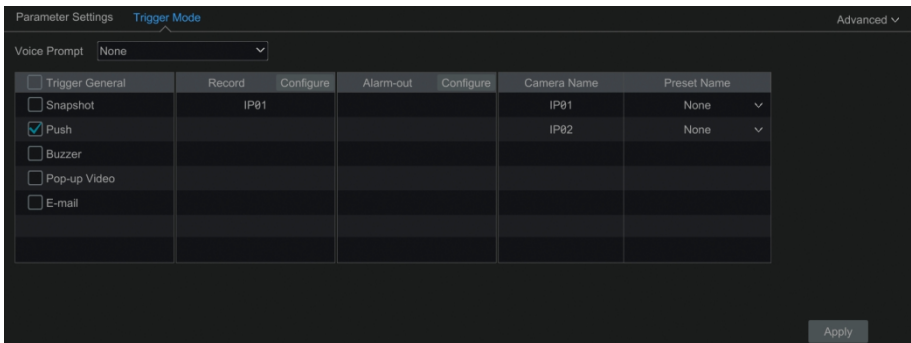 Parameter Settings Trigger Mode Advanced
Voice Prompt None
Trigger General Record Configure Alarm-out Configure Camera Name Preset Name
Snapshot IP01 IP01 None
Push IP02 None
Buzzer
Pop-up Video
E-mail
Apply